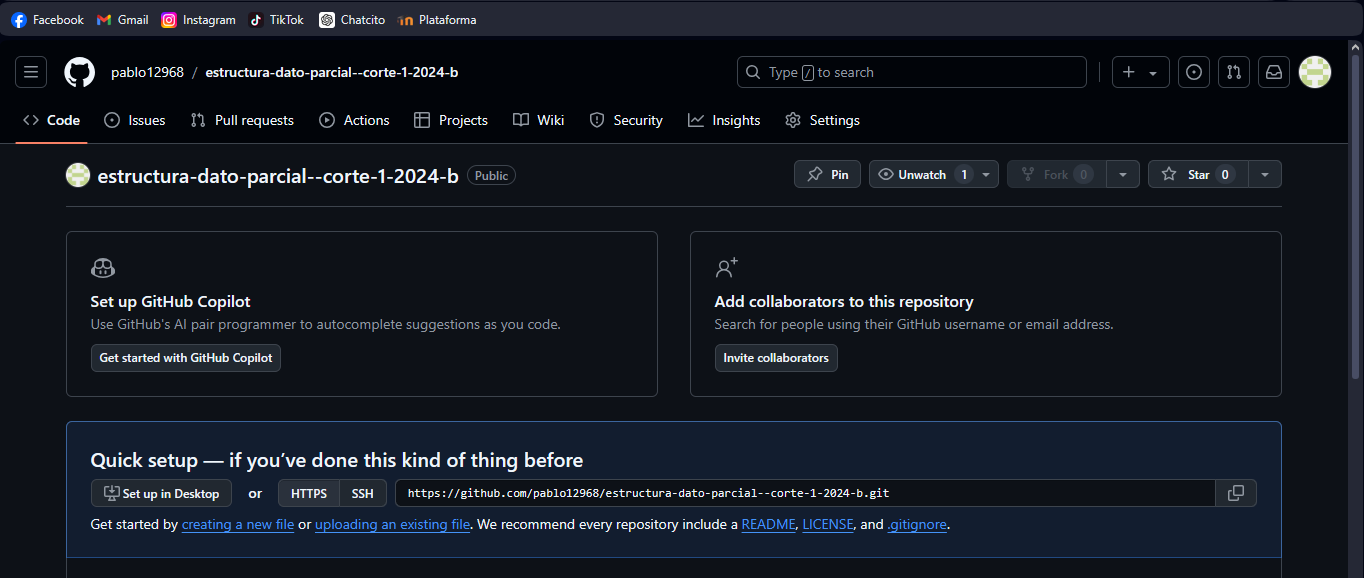 Facebook Gmail Instagram TikTok Chatcito Plataforma
pablo12968 / estructura-dato-parcial--corte-1-2024-b Type / to search
Code Issues Pull requests Actions Projects Wiki Security Insights Settings
estructura-dato-parcial--corte-1-2024-b Public Pin Unwatch 1 Fork 0 Star 0
Set up GitHub Copilot
Use GitHub's AI pair programmer to autocomplete suggestions as you code.
Get started with GitHub Copilot
Add collaborators to this repository
Search for people using their GitHub username or email address.
Invite collaborators
Quick setup — if you've done this kind of thing before
Set up in Desktop or HTTPS SSH https://github.com/pablo12968/estructura-dato-parcial--corte-1-2024-b.git
Get started by creating a new file or uploading an existing file. We recommend every repository include a README, LICENSE, and .gitignore.